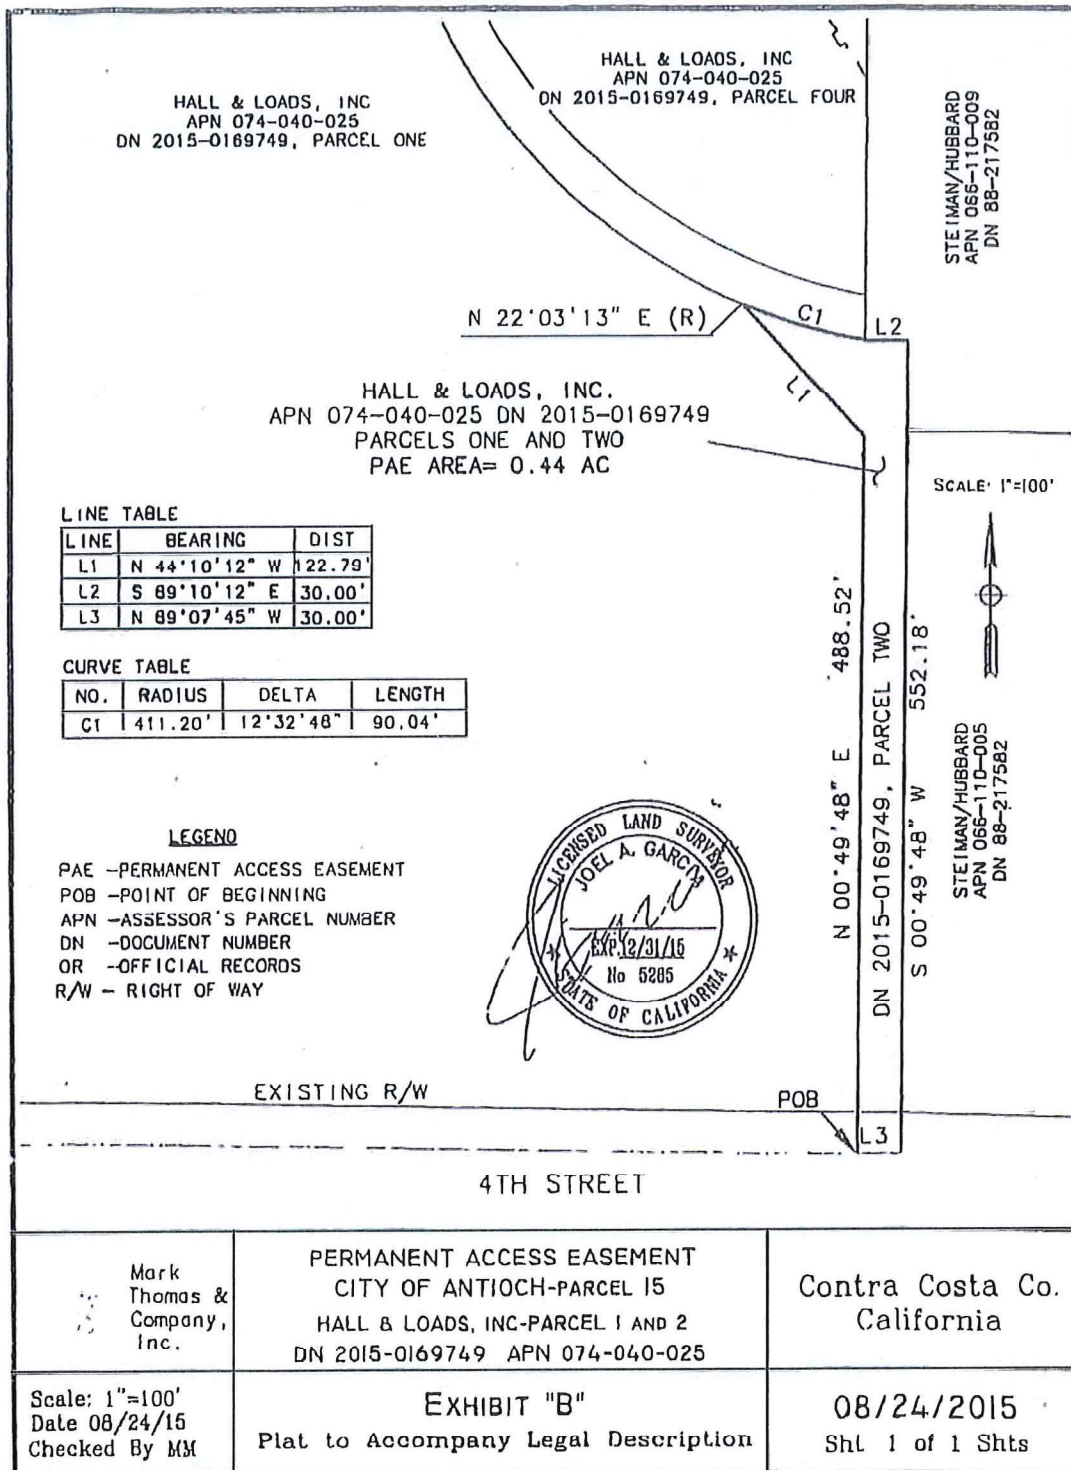 HALL & LOADS, INC
APN 074-040-025
DN 2015-0169749, PARCEL ONE
HALL & LOADS, INC
APN 074-040-025
DN 2015-0169749, PARCEL FOUR
STEIMAN/HUBBARD
APN 066-110-009
DN 88-217582
N 22°03'13" E (R)
C1
L2
L1
HALL & LOADS, INC.
APN 074-040-025 DN 2015-0169749
PARCELS ONE AND TWO
PAE AREA= 0.44 AC
SCALE: 1"=100'
LINE TABLE
LINE BEARING DIST
L1 N 44°10'12" W 122.79'
L2 S 89°10'12" E 30.00'
L3 N 89°07'45" W 30.00'
CURVE TABLE
NO. RADIUS DELTA LENGTH
C1 411.20' 12°32'48" 90.04'
N 00°49'48" E 488.52'
DN 2015-0169749, PARCEL TWO
S 00°49'48" W 552.18'
STEIMAN/HUBBARD
APN 066-110-005
DN 88-217582
LEGEND
PAE -PERMANENT ACCESS EASEMENT
POB -POINT OF BEGINNING
APN -ASSESSOR'S PARCEL NUMBER
DN -DOCUMENT NUMBER
OR -OFFICIAL RECORDS
R/W - RIGHT OF WAY
LICENSED LAND SURVEYOR
JOEL A. GARCIA
EXP. 12/31/15
No 5285
STATE OF CALIFORNIA
EXISTING R/W
POB
L3
4TH STREET
Mark
Thomas &
Company,
Inc.
PERMANENT ACCESS EASEMENT
CITY OF ANTIOCH-PARCEL 15
HALL & LOADS, INC-PARCEL 1 AND 2
DN 2015-0169749 APN 074-040-025
Contra Costa Co.
California
Scale: 1"=100'
Date 08/24/15
Checked By MM
EXHIBIT "B"
Plat to Accompany Legal Description
08/24/2015
Sht 1 of 1 Shts